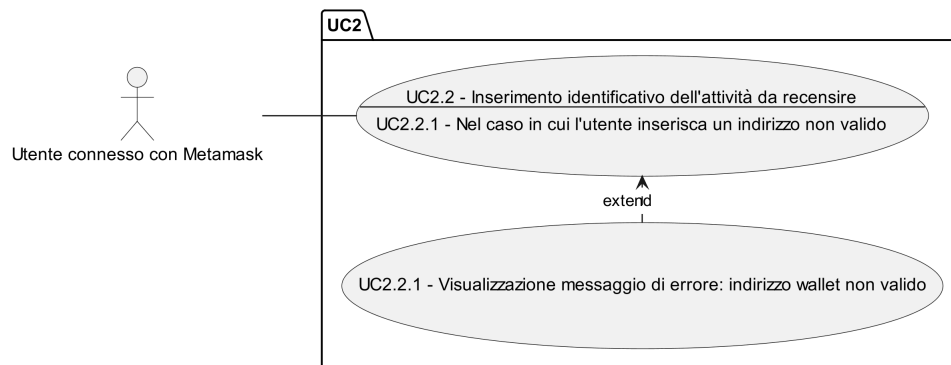 UC2
UC2.2 - Inserimento identificativo dell'attività da recensire
UC2.2.1 - Nel caso in cui l'utente inserisca un indirizzo non valido
Utente connesso con Metamask
extend
UC2.2.1 - Visualizzazione messaggio di errore: indirizzo wallet non valido